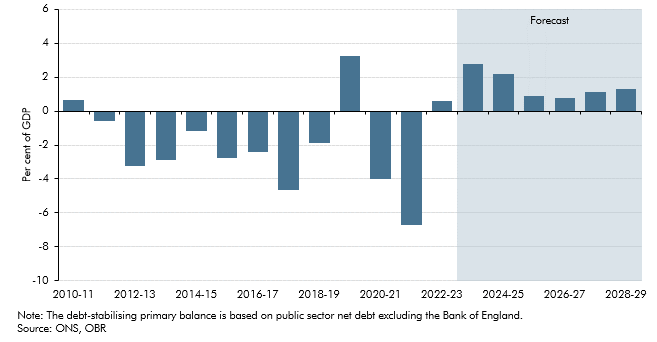 6
Forecast
4
2
0
-2
-4
-6
-8
-10
Per cent of GDP
2010-11 2012-13 2014-15 2016-17 2018-19 2020-21 2022-23 2024-25 2026-27 2028-29
Note: The debt-stabilising primary balance is based on public sector net debt excluding the Bank of England.
Source: ONS, OBR